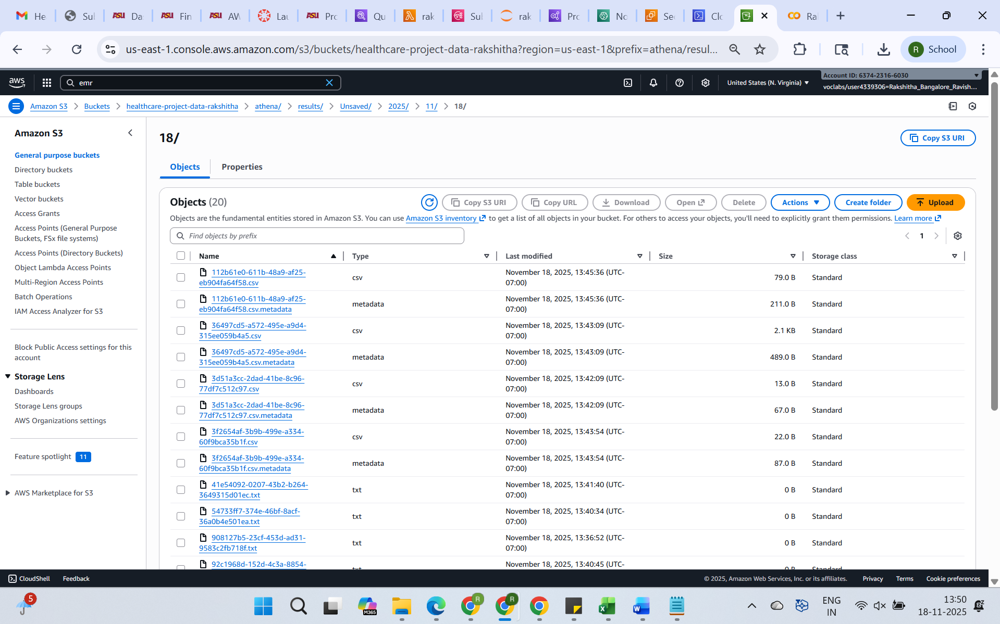 He
Sul
ASU Da
ASU Fin
ASU AW
Lau
ASU Pro
Qu
rak
Sul
rak
Pro
No
Sec
Clo
Ral
us-east-1.console.aws.amazon.com/s3/buckets/healthcare-project-data-rakshitha?region=us-east-1&prefix=athena/resul...
R School
aws
emr
United States (N. Virginia)
Account ID: 6374-2316-6030
voclabs/user4339306=Rakshitha_Bangalore_Ravish...
Amazon S3 > Buckets > healthcare-project-data-rakshitha > athena/ > results/ > Unsaved/ > 2025/ > 11/ > 18/
Amazon S3
General purpose buckets
Directory buckets
Table buckets
Vector buckets
Access Grants
Access Points (General Purpose
Buckets, FSx file systems)
Access Points (Directory Buckets)
Object Lambda Access Points
Multi-Region Access Points
Batch Operations
IAM Access Analyzer for S3
Block Public Access settings for this
account
Storage Lens
Dashboards
Storage Lens groups
AWS Organizations settings
Feature spotlight 11
AWS Marketplace for S3
18/
Copy S3 URI
Objects
Properties
Objects (20)
Copy S3 URI
Copy URL
Download
Open
Delete
Actions
Create folder
Upload
Objects are the fundamental entities stored in Amazon S3. You can use Amazon S3 inventory to get a list of all objects in your bucket. For others to access your objects, you'll need to explicitly grant them permissions. Learn more
Find objects by prefix
1
Name Type Last modified Size Storage class
112b61e0-611b-48a9-af25-
eb904fa64f58.csv
csv
November 18, 2025, 13:45:36 (UTC-
07:00)
79.0 B
Standard
112b61e0-611b-48a9-af25-
eb904fa64f58.csv.metadata
metadata
November 18, 2025, 13:45:36 (UTC-
07:00)
211.0 B
Standard
36497cd5-a572-495e-a9d4-
315ee059b4a5.csv
csv
November 18, 2025, 13:43:09 (UTC-
07:00)
2.1 KB
Standard
36497cd5-a572-495e-a9d4-
315ee059b4a5.csv.metadata
metadata
November 18, 2025, 13:43:09 (UTC-
07:00)
489.0 B
Standard
3d51a3cc-2dad-41be-8c96-
77df7c512c97.csv
csv
November 18, 2025, 13:42:09 (UTC-
07:00)
13.0 B
Standard
3d51a3cc-2dad-41be-8c96-
77df7c512c97.csv.metadata
metadata
November 18, 2025, 13:42:09 (UTC-
07:00)
67.0 B
Standard
3f2654af-3b9b-499e-a334-
60f9bca35b1f.csv
csv
November 18, 2025, 13:43:54 (UTC-
07:00)
22.0 B
Standard
3f2654af-3b9b-499e-a334-
60f9bca35b1f.csv.metadata
metadata
November 18, 2025, 13:43:54 (UTC-
07:00)
87.0 B
Standard
41e54092-0207-43b2-b264-
3649315d01ec.txt
txt
November 18, 2025, 13:41:40 (UTC-
07:00)
0 B
Standard
54733ff7-374e-46bf-8acf-
36a0b4e501ea.txt
txt
November 18, 2025, 13:40:34 (UTC-
07:00)
0 B
Standard
908127b5-23cf-453d-ad31-
9583c2fb718f.txt
txt
November 18, 2025, 13:36:52 (UTC-
07:00)
0 B
Standard
92c1968d-152d-4c3a-8854-
txt
November 18, 2025, 13:40:45 (UTC-
0 B
Standard
CloudShell
Feedback
© 2025, Amazon Web Services, Inc. or its affiliates.
Privacy
Terms
Cookie preferences
5
M365
R
R
ENG
IN
13:50
18-11-2025